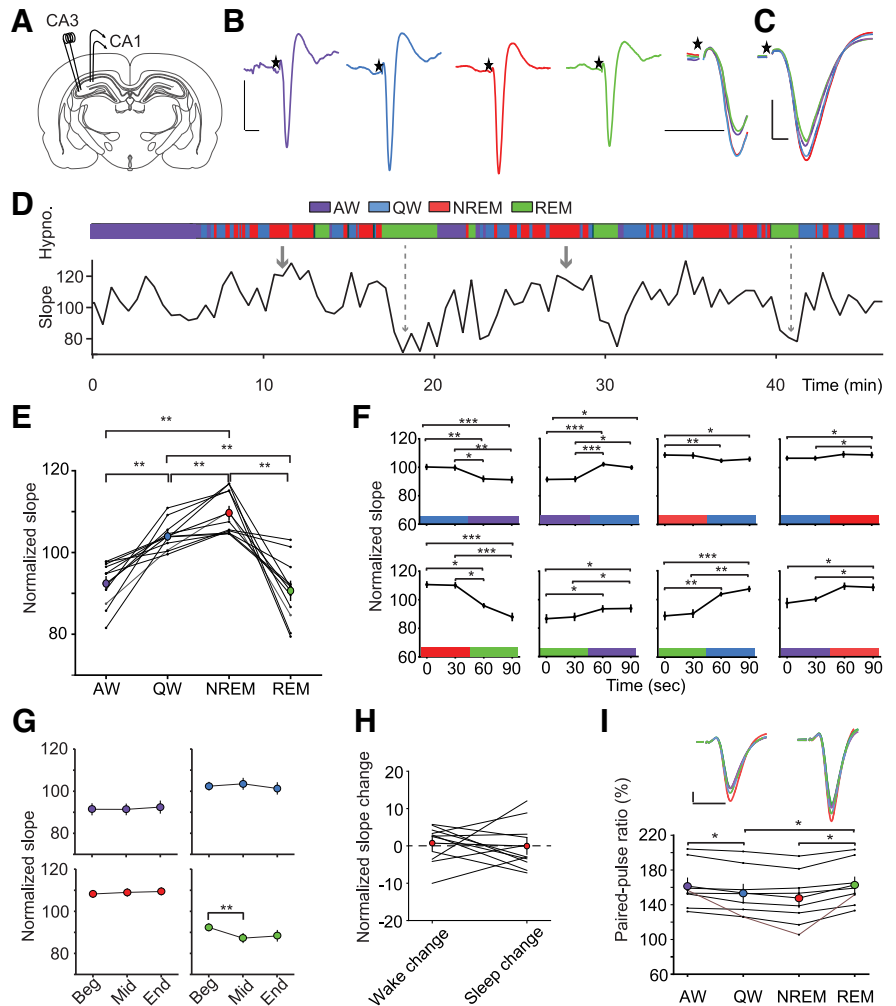 A
CA3
CA1
B
C
D
AW QW NREM REM
Hypno.
Slope
120
100
80
0 10 20 30 40 Time (min)
E
** 
**
** ** **
Normalized slope
120
100
80
AW QW NREM REM
F
Normalized slope
120
100
80
60
***
**
**
*
*
***
*
***
*
**
*
*
120
100
80
60
***
***
*
*
*
*
*
***
**
**
*
*
0 30 60 90 0 30 60 90 0 30 60 90 0 30 60 90
Time (sec)
G
Normalized slope
120
100
80
120
100
80
**
Beg Mid End Beg Mid End
H
Normalized slope change
20
10
0
-10
-20
Wake change Sleep change
I
Paired-pulse ratio (%)
220
180
140
100
60
*
* *
AW QW NREM REM